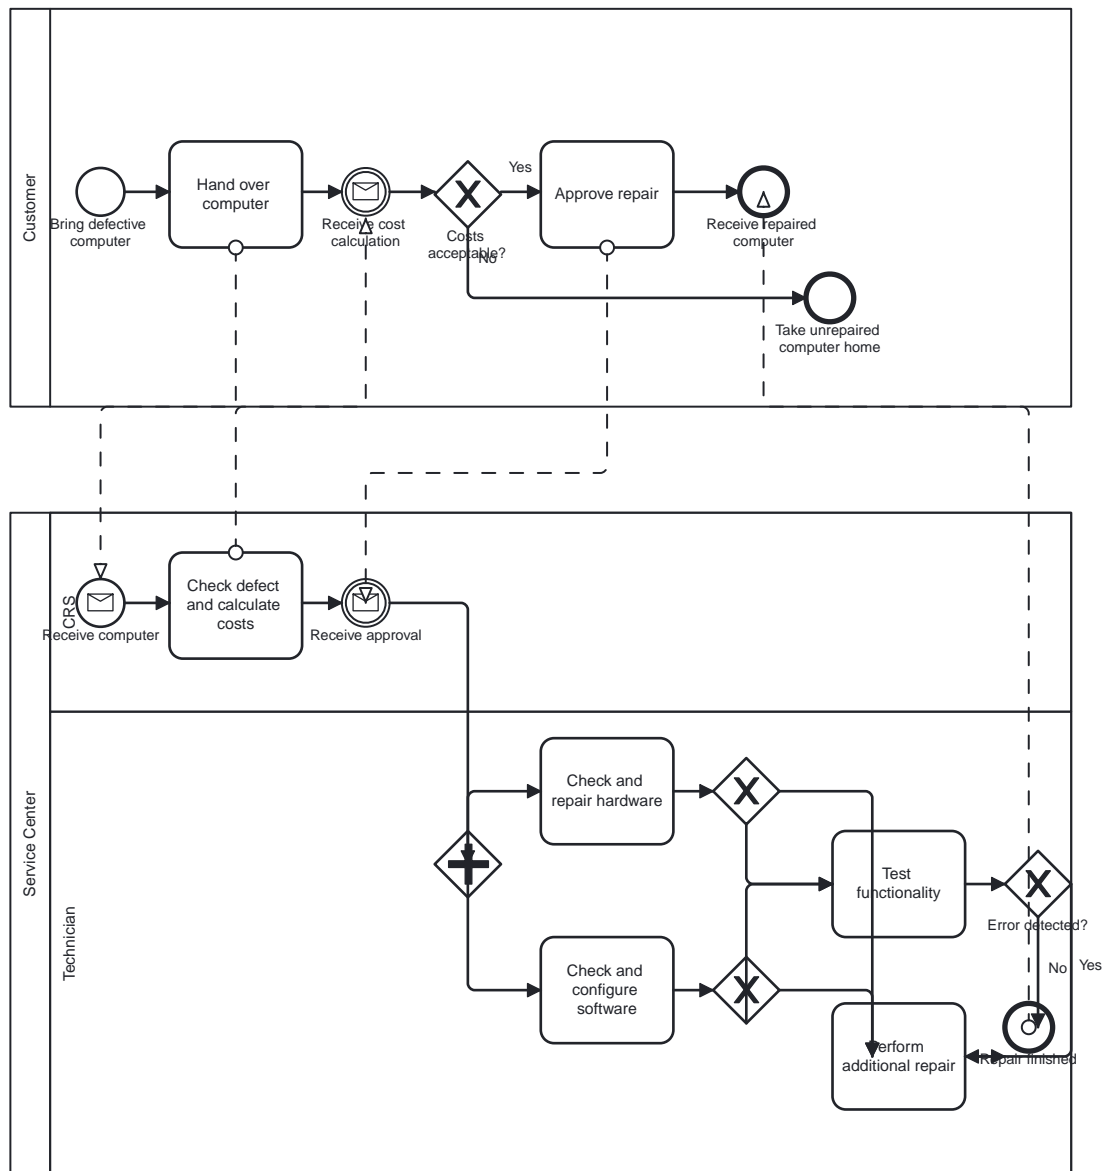 Customer
Bring defective
computer
Hand over
computer
Receive cost
calculation
Costs
acceptable?
Yes
No
Approve repair
Receive repaired
computer
Take unrepaired
computer home
Service Center
CRS
Receive computer
Check defect
and calculate
costs
Receive approval
Technician
Check and
repair hardware
Check and
configure
software
Test
functionality
Perform
additional repair
Error detected?
No
Yes
Repair finished